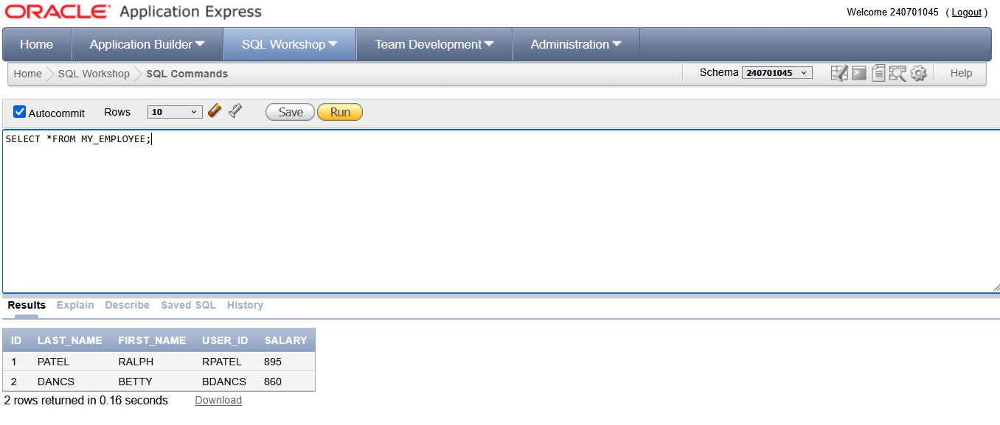 ORACLE® Application Express
Welcome 240701045 ( Logout )
Home Application Builder SQL Workshop Team Development Administration
Home SQL Workshop SQL Commands Schema 240701045 Help
Autocommit Rows 10 Save Run
SELECT *FROM MY_EMPLOYEE;
Results Explain Describe Saved SQL History
ID LAST_NAME FIRST_NAME USER_ID SALARY
1 PATEL RALPH RPATEL 895
2 DANCS BETTY BDANCS 860
2 rows returned in 0.16 seconds Download